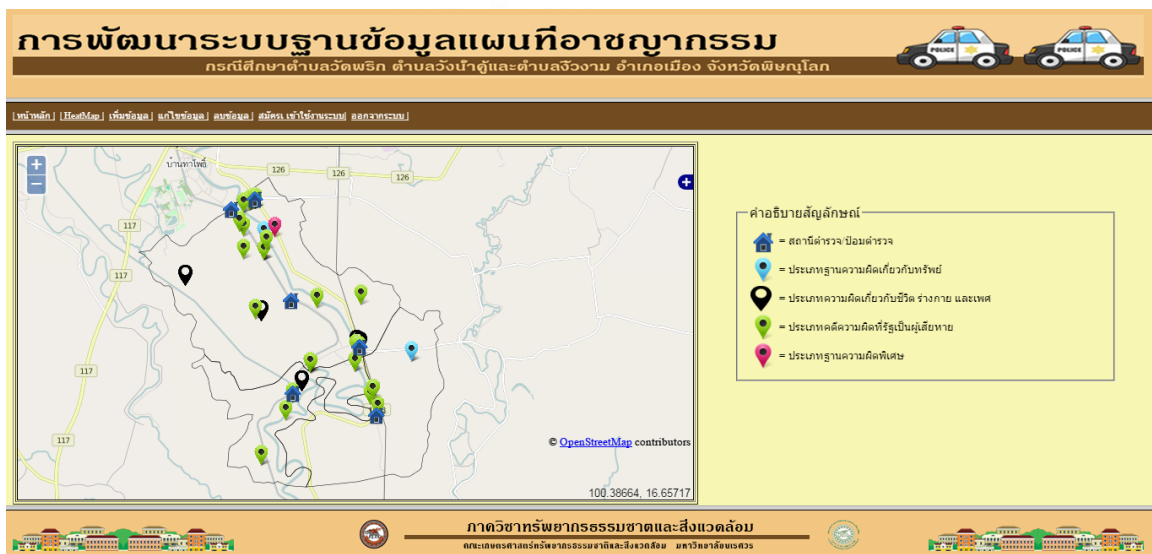 การพัฒนาระบบฐานข้อมูลแผนที่อาชญากรรม
กรณีศึกษาตำบลวัดพริก ตำบลวังน้ำคู้และตำบลงิ้วงาม อำเภอเมือง จังหวัดพิษณุโลก
POLICE POLICE
| หน้าหลัก | | HeatMap | เพิ่มข้อมูล | แก้ไขข้อมูล | ลบข้อมูล | สมัครเข้าใช้งานระบบ| ออกจากระบบ |
+
−
บ้านท่าโพธิ์
126
126
126
+
117
117
117
117
© OpenStreetMap contributors
100.38664, 16.65717
คำอธิบายสัญลักษณ์
= สถานีตำรวจ/ป้อมตำรวจ
= ประเภทฐานความผิดเกี่ยวกับทรัพย์
= ประเภทความผิดเกี่ยวกับชีวิต ร่างกาย และเพศ
= ประเภทคดีความผิดที่รัฐเป็นผู้เสียหาย
= ประเภทฐานความผิดพิเศษ
ภาควิชาทรัพยากรธรรมชาติและสิ่งแวดล้อม
คณะเกษตรศาสตร์ทรัพยากรธรรมชาติและสิ่งแวดล้อม มหาวิทยาลัยนเรศวร